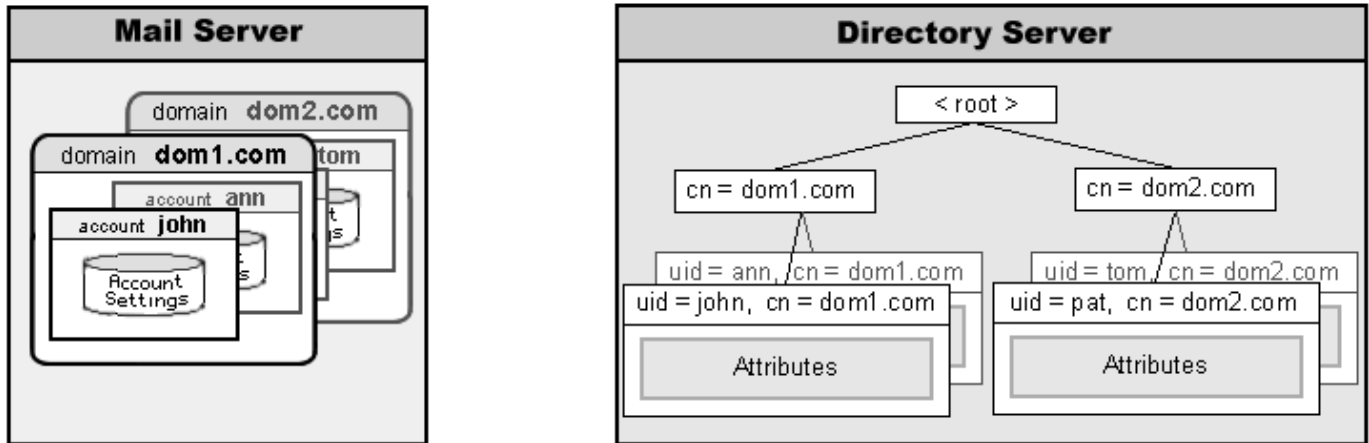 Mail Server
domain dom2.com
domain dom1.com
tom
account ann
account john
Account
Settings
t
gs
t
s
Directory Server
< root >
cn = dom1.com
cn = dom2.com
uid = ann, cn = dom1.com
uid = john, cn = dom1.com
Attributes
uid = tom, cn = dom2.com
uid = pat, cn = dom2.com
Attributes